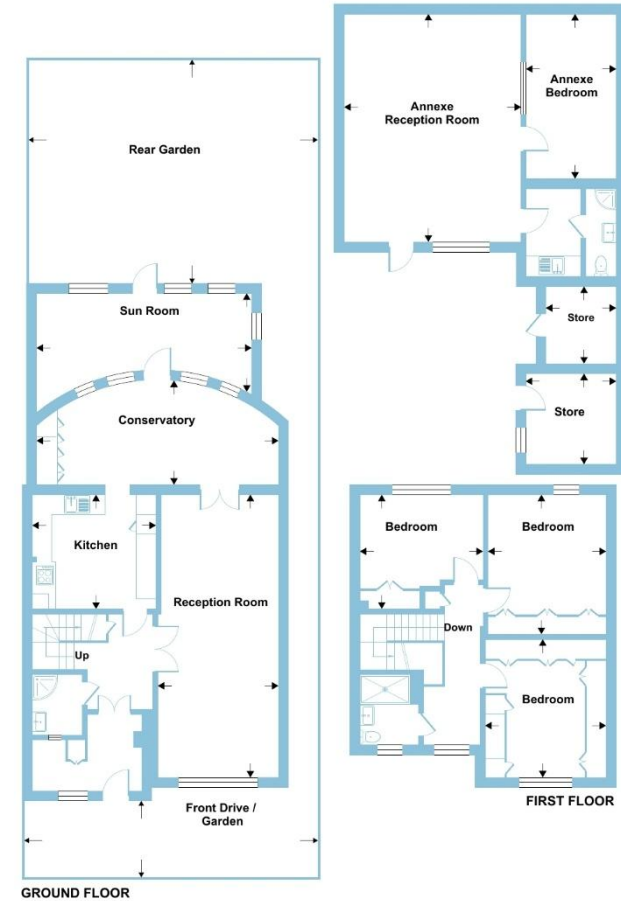 Rear Garden
Sun Room
Conservatory
Kitchen
Reception Room
Up
Front Drive /
Garden
GROUND FLOOR
Annexe
Reception Room
Annexe
Bedroom
Store
Store
Bedroom
Bedroom
Down
Bedroom
FIRST FLOOR